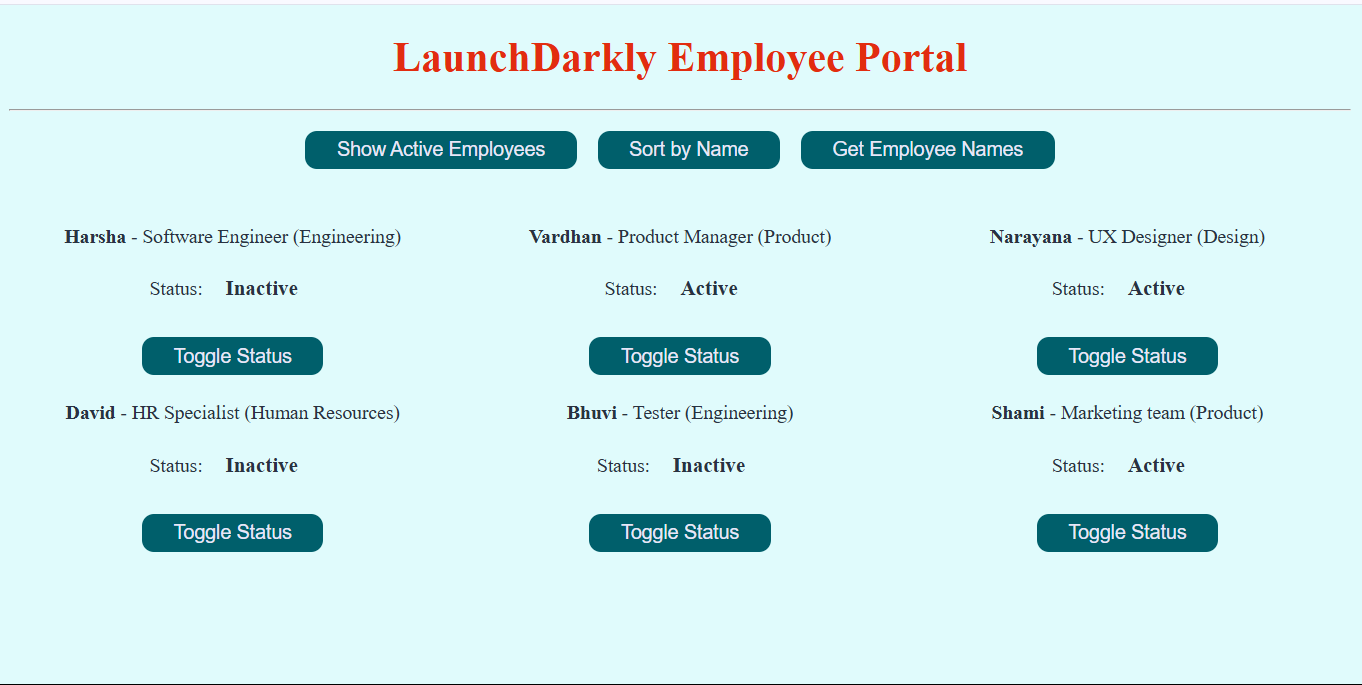 LaunchDarkly Employee Portal
Show Active Employees Sort by Name Get Employee Names
Harsha - Software Engineer (Engineering) Vardhan - Product Manager (Product) Narayana - UX Designer (Design)
Status: Inactive Status: Active Status: Active
Toggle Status Toggle Status Toggle Status
David - HR Specialist (Human Resources) Bhuvi - Tester (Engineering) Shami - Marketing team (Product)
Status: Inactive Status: Inactive Status: Active
Toggle Status Toggle Status Toggle Status